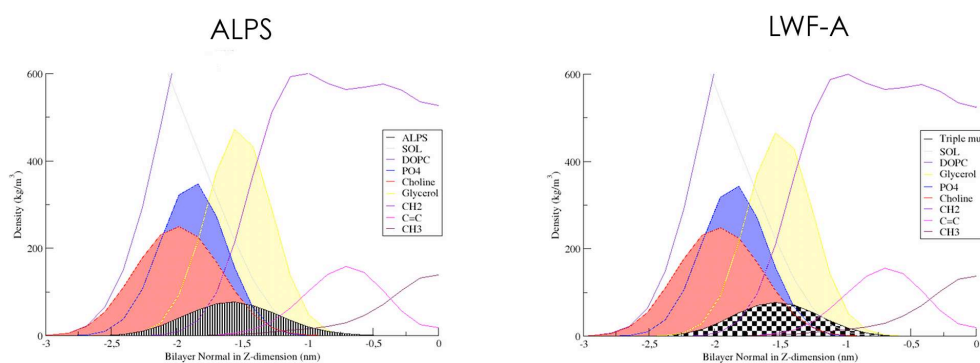 ALPS
LWF-A
600
400
200
0
Density (kg/m³)
-3
-2,5
-2
-1,5
-1
-0,5
0
Bilayer Normal in Z-dimension (nm)
ALPS
SOL
DOPC
PO4
Choline
Glycerol
CH2
C=C
CH3
600
400
200
0
Density (kg/m³)
-3
-2,5
-2
-1,5
-1
-0,5
0
Bilayer Normal in Z-dimension (nm)
Triple mu
SOL
DOPC
Glycerol
PO4
Choline
CH2
C=C
CH3